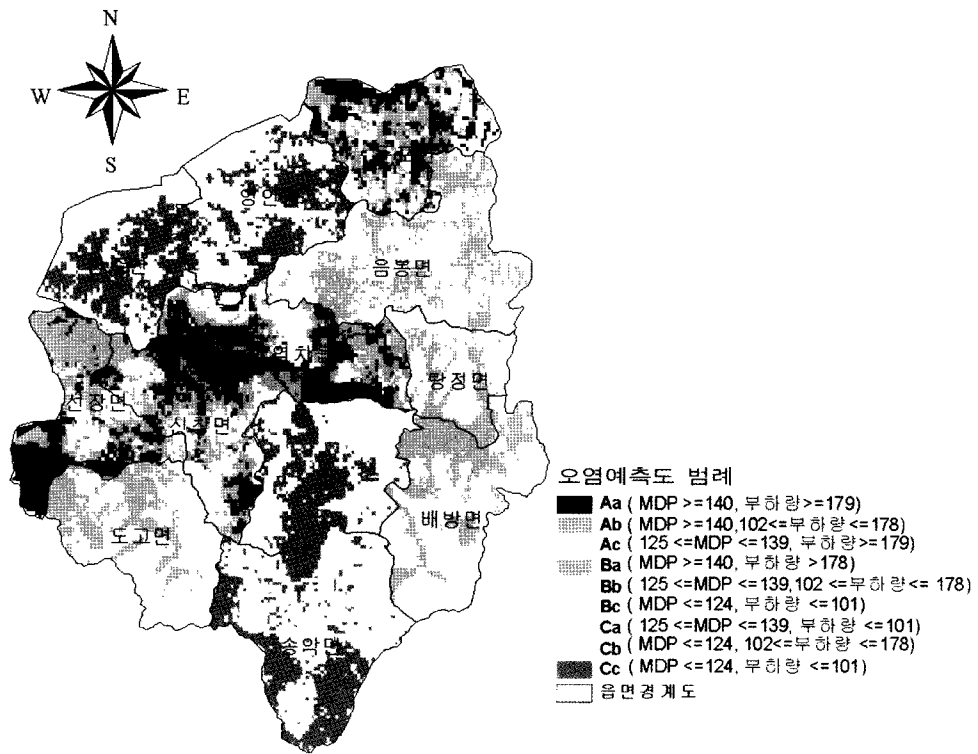 N
W E
S
음봉면
탕정면
선장면
신창면
배방면
도고면
송악면
오염예측도 범례
Aa ( MDP >=140, 부하량>=179)
Ab ( MDP >=140,102<=부하량<=178)
Ac ( 125 <=MDP <=139, 부하량>=179)
Ba ( MDP >=140, 부하량 >178)
Bb ( 125 <=MDP <=139,102 <=부하량<= 178)
Bc ( MDP <=124, 부하량 <=101)
Ca ( 125 <=MDP <=139, 부하량 <=101)
Cb ( MDP <=124, 102<=부하량 <=178)
Cc ( MDP <=124, 부하량 <=101)
읍면경계도